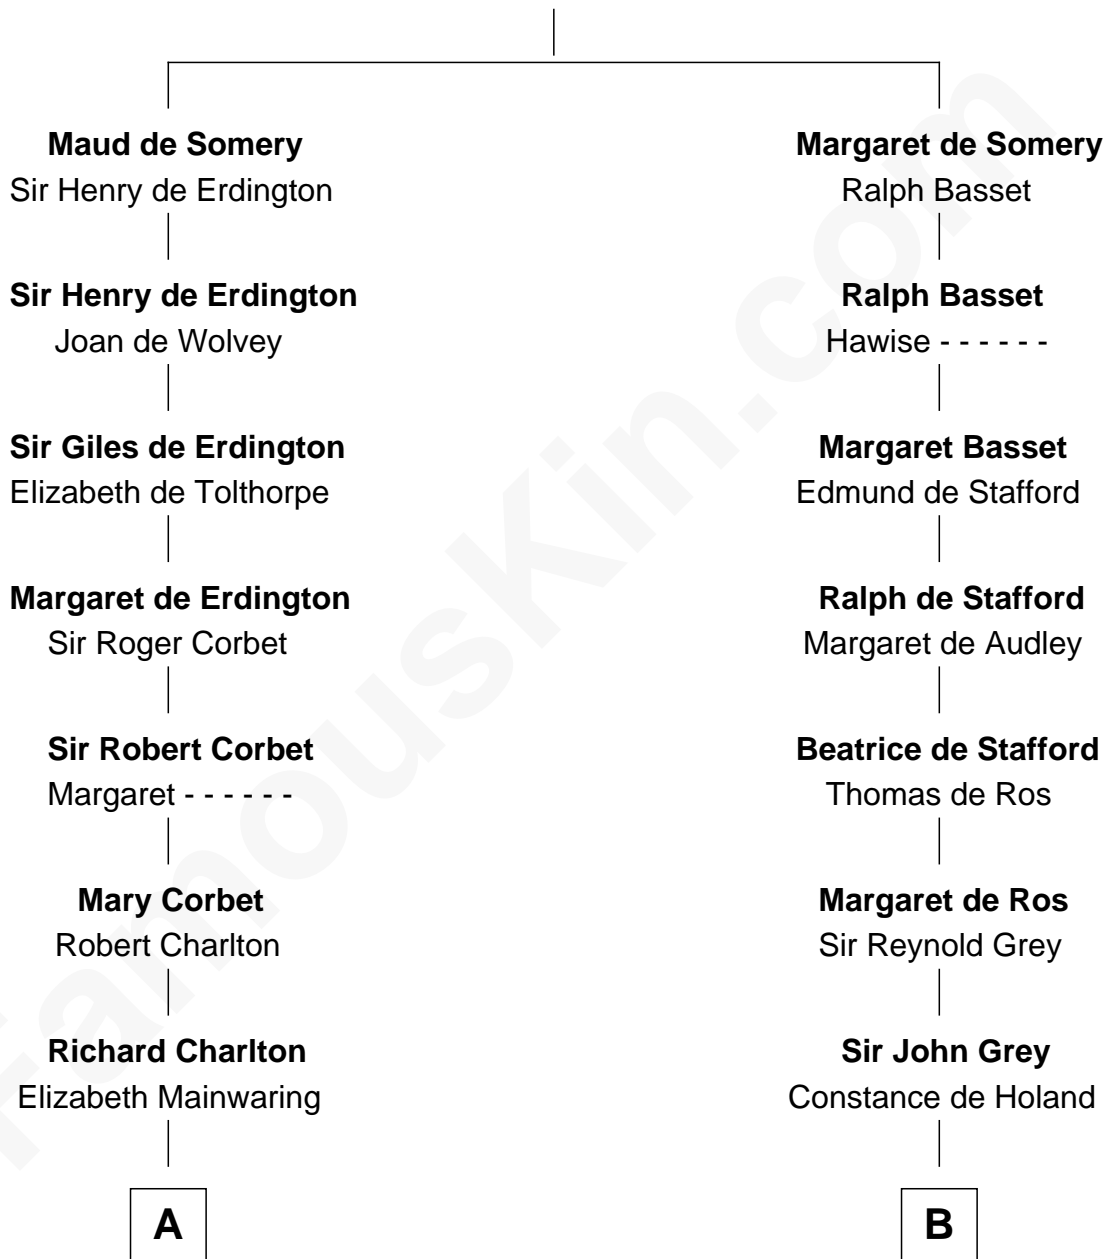 Maud de Somery
Sir Henry de Erdington
Sir Henry de Erdington
Joan de Wolvey
Sir Giles de Erdington
Elizabeth de Tolthorpe
Margaret de Erdington
Sir Roger Corbet
Sir Robert Corbet
Margaret - - - - - -
Mary Corbet
Robert Charlton
Richard Charlton
Elizabeth Mainwaring
A
Margaret de Somery
Ralph Basset
Ralph Basset
Hawise - - - - - -
Margaret Basset
Edmund de Stafford
Ralph de Stafford
Margaret de Audley
Beatrice de Stafford
Thomas de Ros
Margaret de Ros
Sir Reynold Grey
Sir John Grey
Constance de Holand
B
FamousKin.com